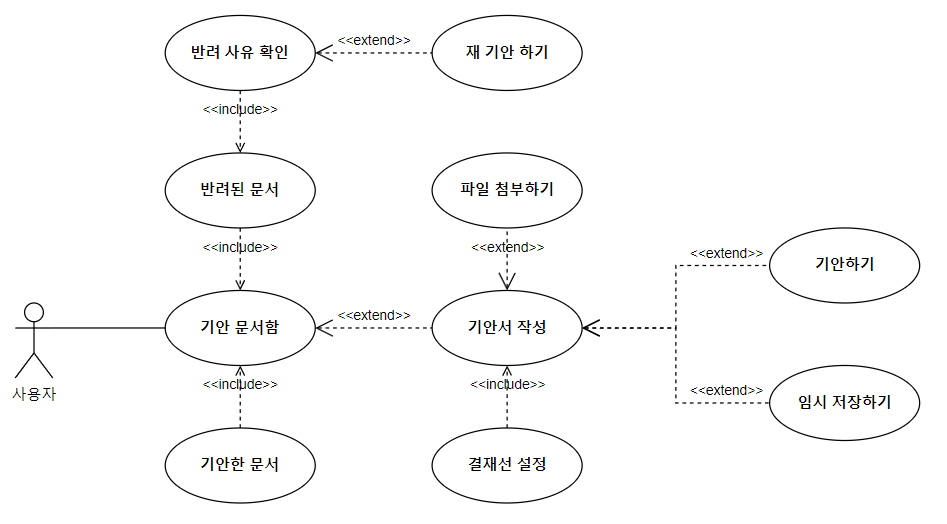 반려 사유 확인
<<extend>>
재 기안 하기
<<include>>
반려된 문서
파일 첨부하기
<<include>>
<<extend>>
<<extend>>
기안하기
기안 문서함
<<extend>>
기안서 작성
사용자
<<include>>
<<include>>
<<extend>>
임시 저장하기
기안한 문서
결재선 설정